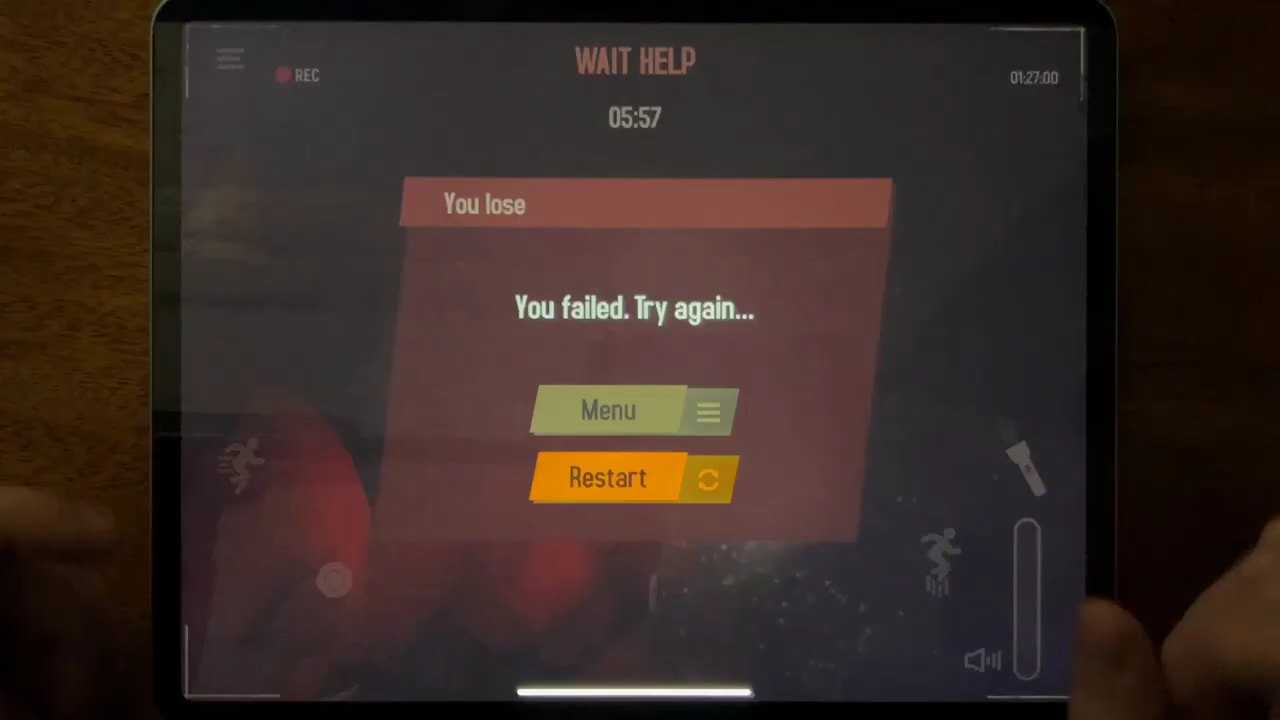 WAIT HELP
REC
01:27:00
05:57
You lose
You failed. Try again...
Menu
Restart